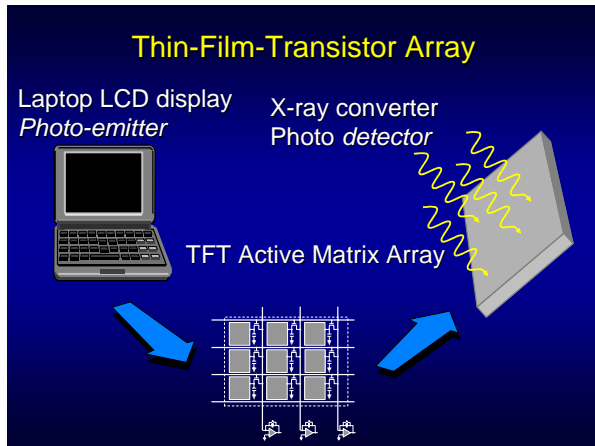 Thin-Film-Transistor Array
Laptop LCD display
Photo-emitter
X-ray converter
Photo detector
TFT Active Matrix Array